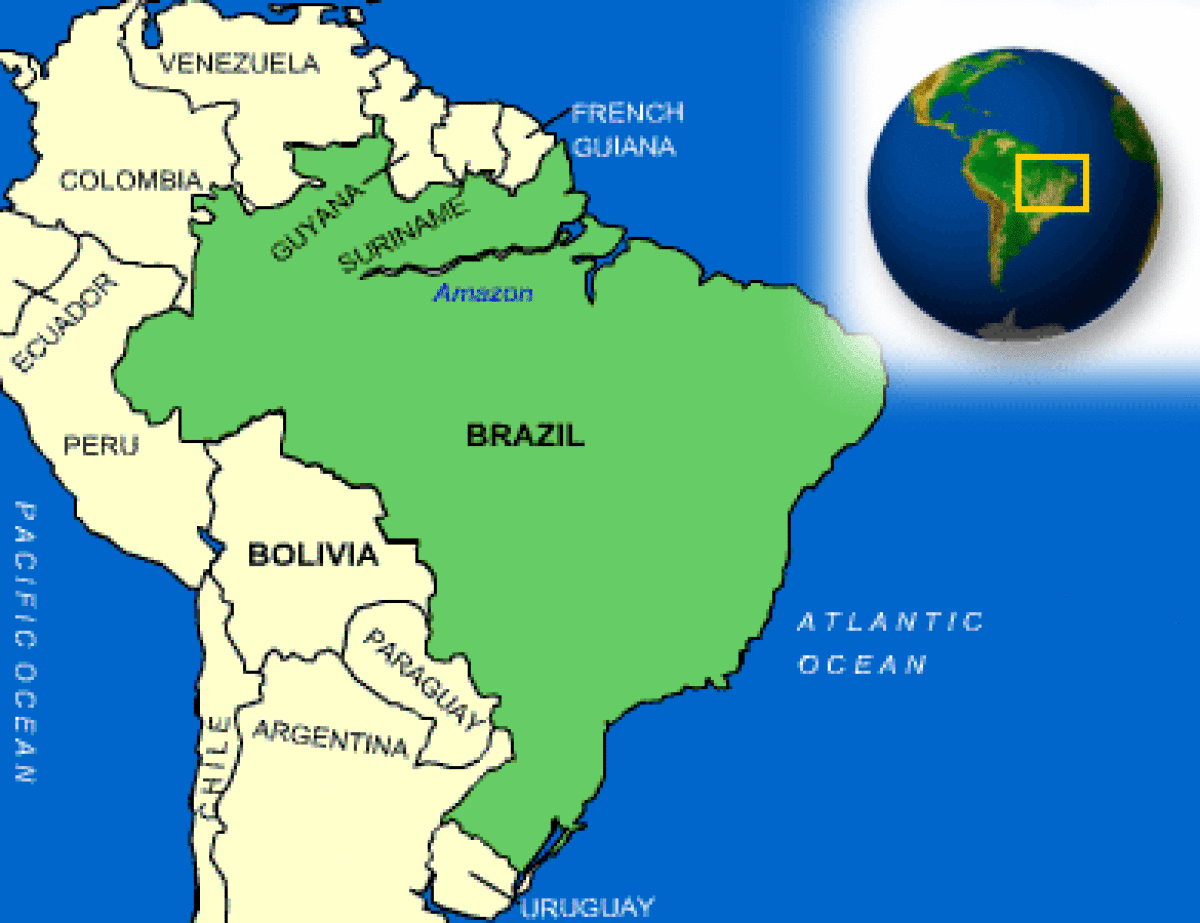 VENEZUELA
FRENCH
GUIANA
COLOMBIA
GUYANA
SURINAME
Amazon
ECUADOR
BRAZIL
PERU
PACIFIC OCEAN
BOLIVIA
ATLANTIC
OCEAN
PARAGUAY
ARGENTINA
CHILE
URUGUAY